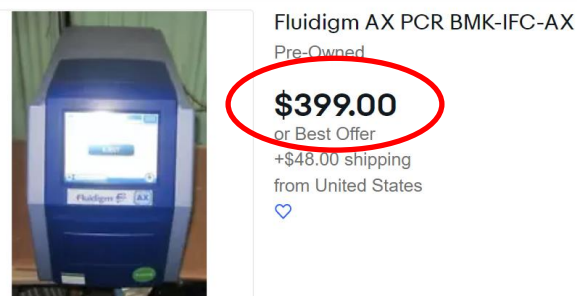 Fluidigm AX PCR BMK-IFC-AX
Pre-Owned
$399.00
or Best Offer
+$48.00 shipping
from United States
Fluidigm
AX